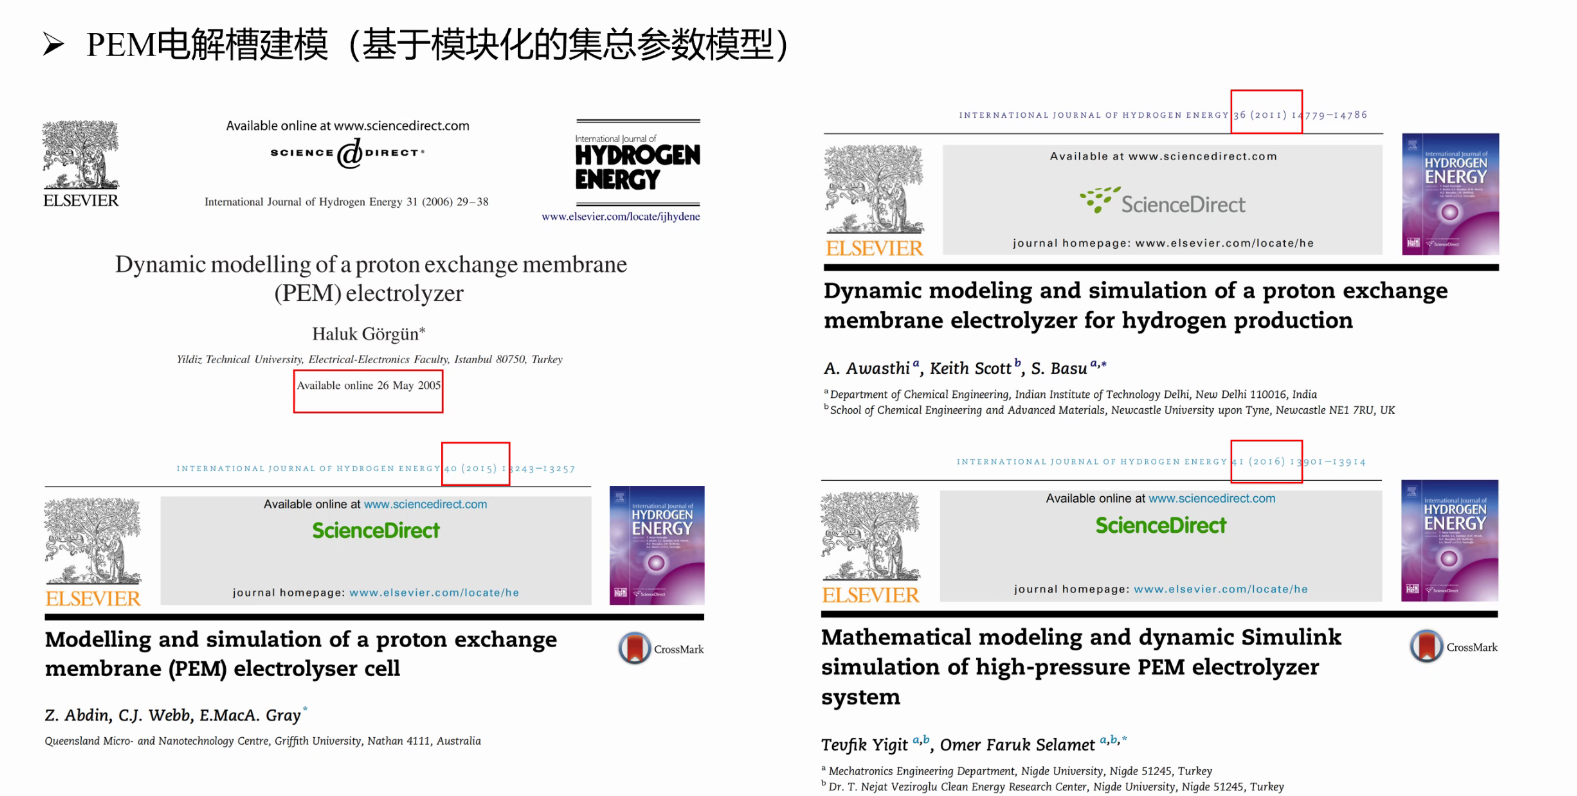 ➢ PEM电解槽建模（基于模块化的集总参数模型）
ELSEVIER
Available online at www.sciencedirect.com
SCIENCE @ DIRECT®
International Journal of Hydrogen Energy 31 (2006) 29–38
International Journal of
HYDROGEN
ENERGY
www.elsevier.com/locate/ijhydene
Dynamic modelling of a proton exchange membrane
(PEM) electrolyzer
Haluk Görgün*
Yildiz Technical University, Electrical-Electronics Faculty, Istanbul 80750, Turkey
Available online 26 May 2005
INTERNATIONAL JOURNAL OF HYDROGEN ENERGY 36 (2011) 14779–14786
ELSEVIER
Available at www.sciencedirect.com
ScienceDirect
journal homepage: www.elsevier.com/locate/he
International Journal of
HYDROGEN
ENERGY
Dynamic modeling and simulation of a proton exchange
membrane electrolyzer for hydrogen production
A. Awasthi a, Keith Scott b, S. Basu a,*
a Department of Chemical Engineering, Indian Institute of Technology Delhi, New Delhi 110016, India
b School of Chemical Engineering and Advanced Materials, Newcastle University upon Tyne, Newcastle NE1 7RU, UK
INTERNATIONAL JOURNAL OF HYDROGEN ENERGY 40 (2015) 13243–13257
ELSEVIER
Available online at www.sciencedirect.com
ScienceDirect
journal homepage: www.elsevier.com/locate/he
International Journal of
HYDROGEN
ENERGY
Modelling and simulation of a proton exchange
membrane (PEM) electrolyser cell
CrossMark
Z. Abdin, C.J. Webb, E.MacA. Gray*
Queensland Micro- and Nanotechnology Centre, Griffith University, Nathan 4111, Australia
INTERNATIONAL JOURNAL OF HYDROGEN ENERGY 41 (2016) 13901–13914
ELSEVIER
Available online at www.sciencedirect.com
ScienceDirect
journal homepage: www.elsevier.com/locate/he
International Journal of
HYDROGEN
ENERGY
Mathematical modeling and dynamic Simulink
simulation of high-pressure PEM electrolyzer
system
CrossMark
Tevfik Yigit a,b, Omer Faruk Selamet a,b,*
a Mechatronics Engineering Department, Nigde University, Nigde 51245, Turkey
b Dr. T. Nejat Veziroglu Clean Energy Research Center, Nigde University, Nigde 51245, Turkey